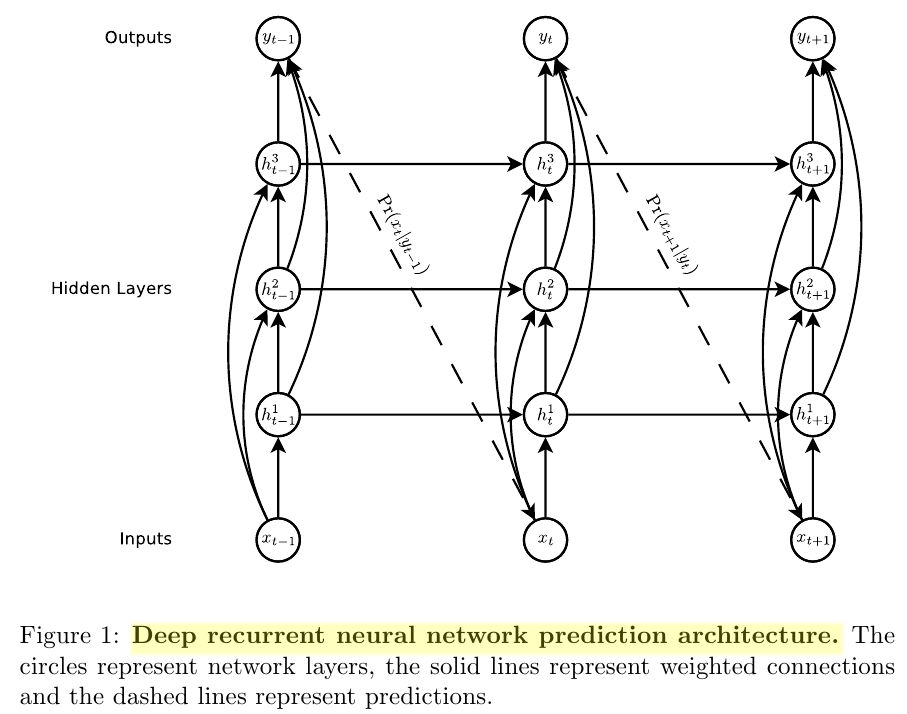 Outputs
y_{t−1} y_t y_{t+1}
h^3_{t−1} h^3_t h^3_{t+1}
Pr(x_t|y_{t−1}) Pr(x_{t+1}|y_t)
Hidden Layers
h^2_{t−1} h^2_t h^2_{t+1}
h^1_{t−1} h^1_t h^1_{t+1}
Inputs
x_{t−1} x_t x_{t+1}
Figure 1: Deep recurrent neural network prediction architecture. The
circles represent network layers, the solid lines represent weighted connections
and the dashed lines represent predictions.